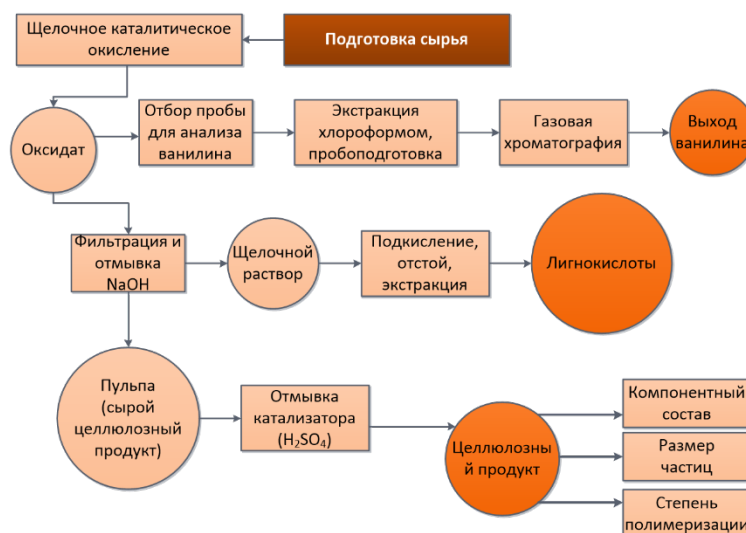 Щелочное каталитическое
окисление
Подготовка сырья
Оксидат
Отбор пробы
для анализа
ванилина
Экстракция
хлороформом,
пробоподготовка
Газовая
хроматография
Выход
ванилина
Фильтрация и
отмывка
NaOH
Щелочной
раствор
Подкисление,
отстой,
экстракция
Лигнокислоты
Пульпа
(сырой
целлюлозный
продукт)
Отмывка
катализатора
(H₂SO₄)
Целлюлозны
й продукт
Компонентный
состав
Размер
частиц
Степень
полимеризации